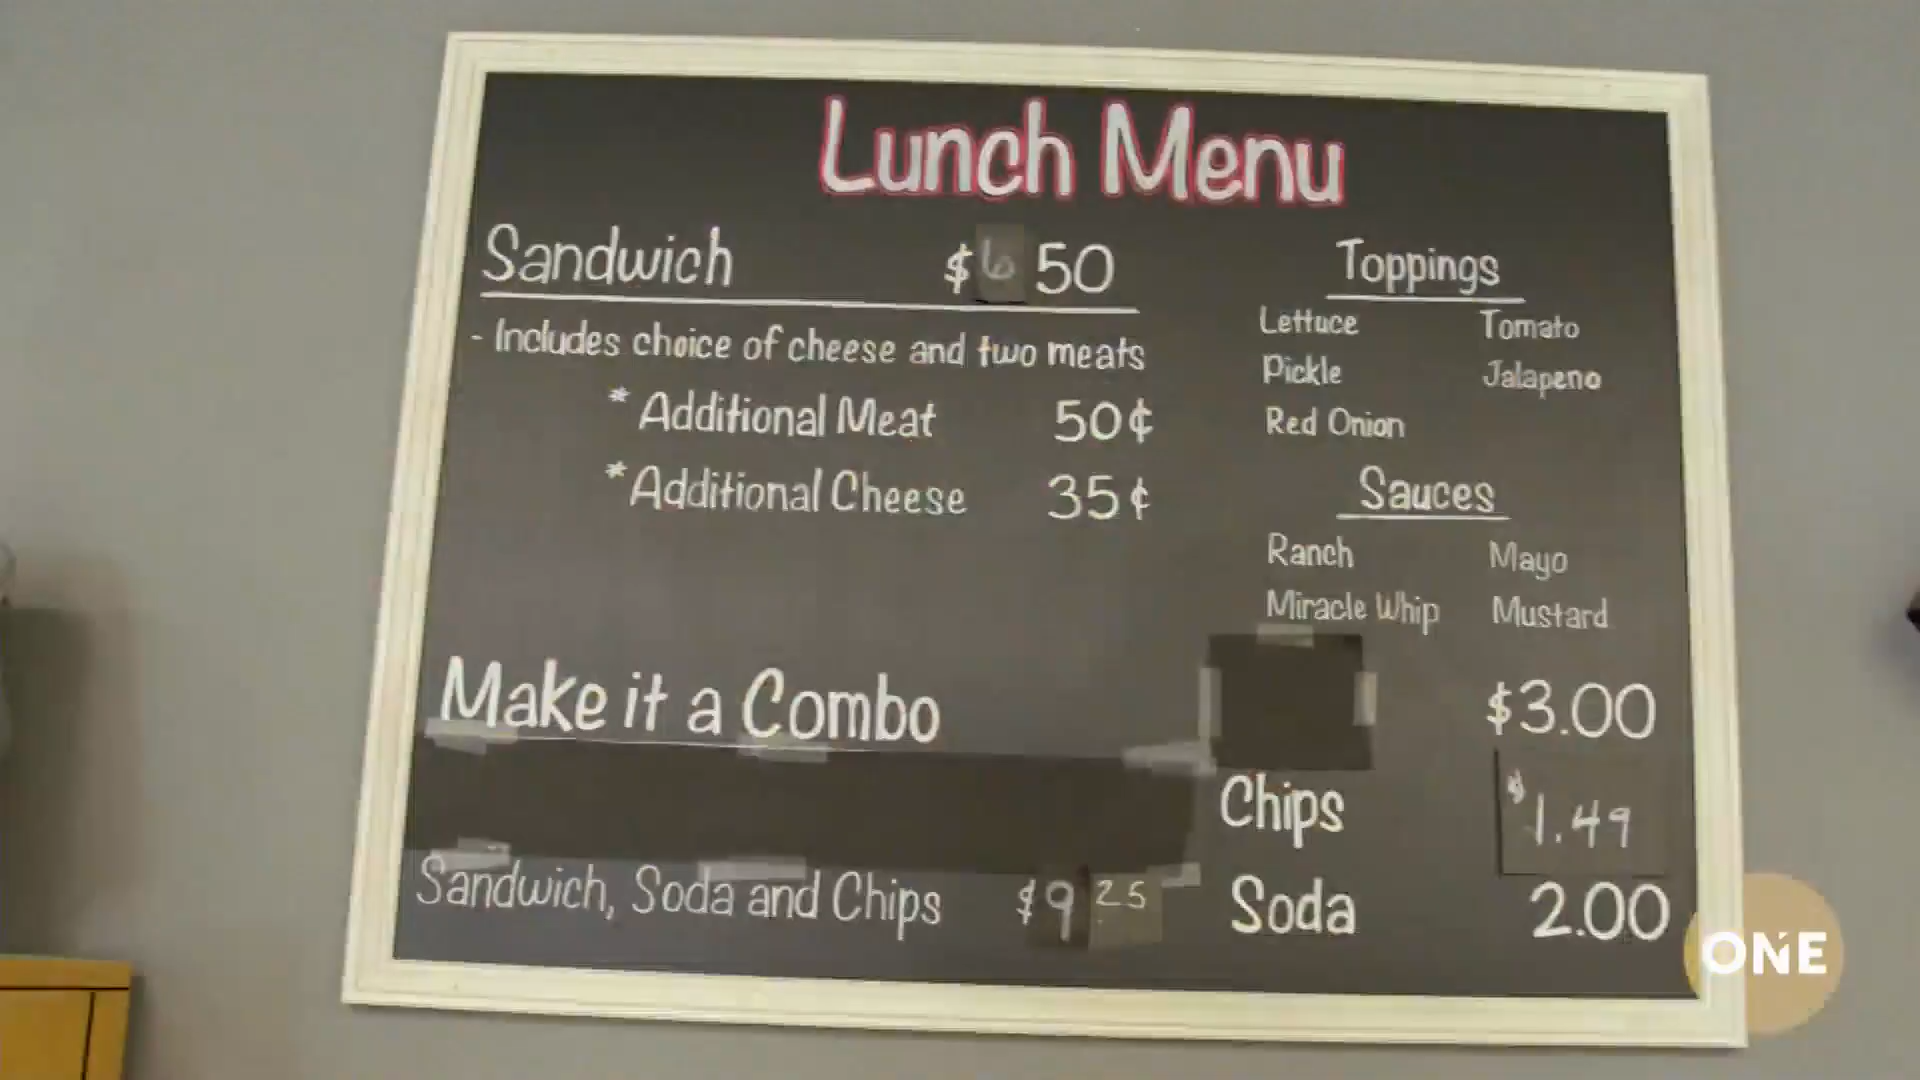 Lunch Menu
Sandwich $6 50
- Includes choice of cheese and two meats
* Additional Meat 50¢
* Additional Cheese 35¢
Make it a Combo
Sandwich, Soda and Chips $9 25
Toppings
Lettuce Tomato
Pickle Jalapeno
Red Onion
Sauces
Ranch Mayo
Miracle Whip Mustard
$3.00
Chips $1.49
Soda 2.00
ONE